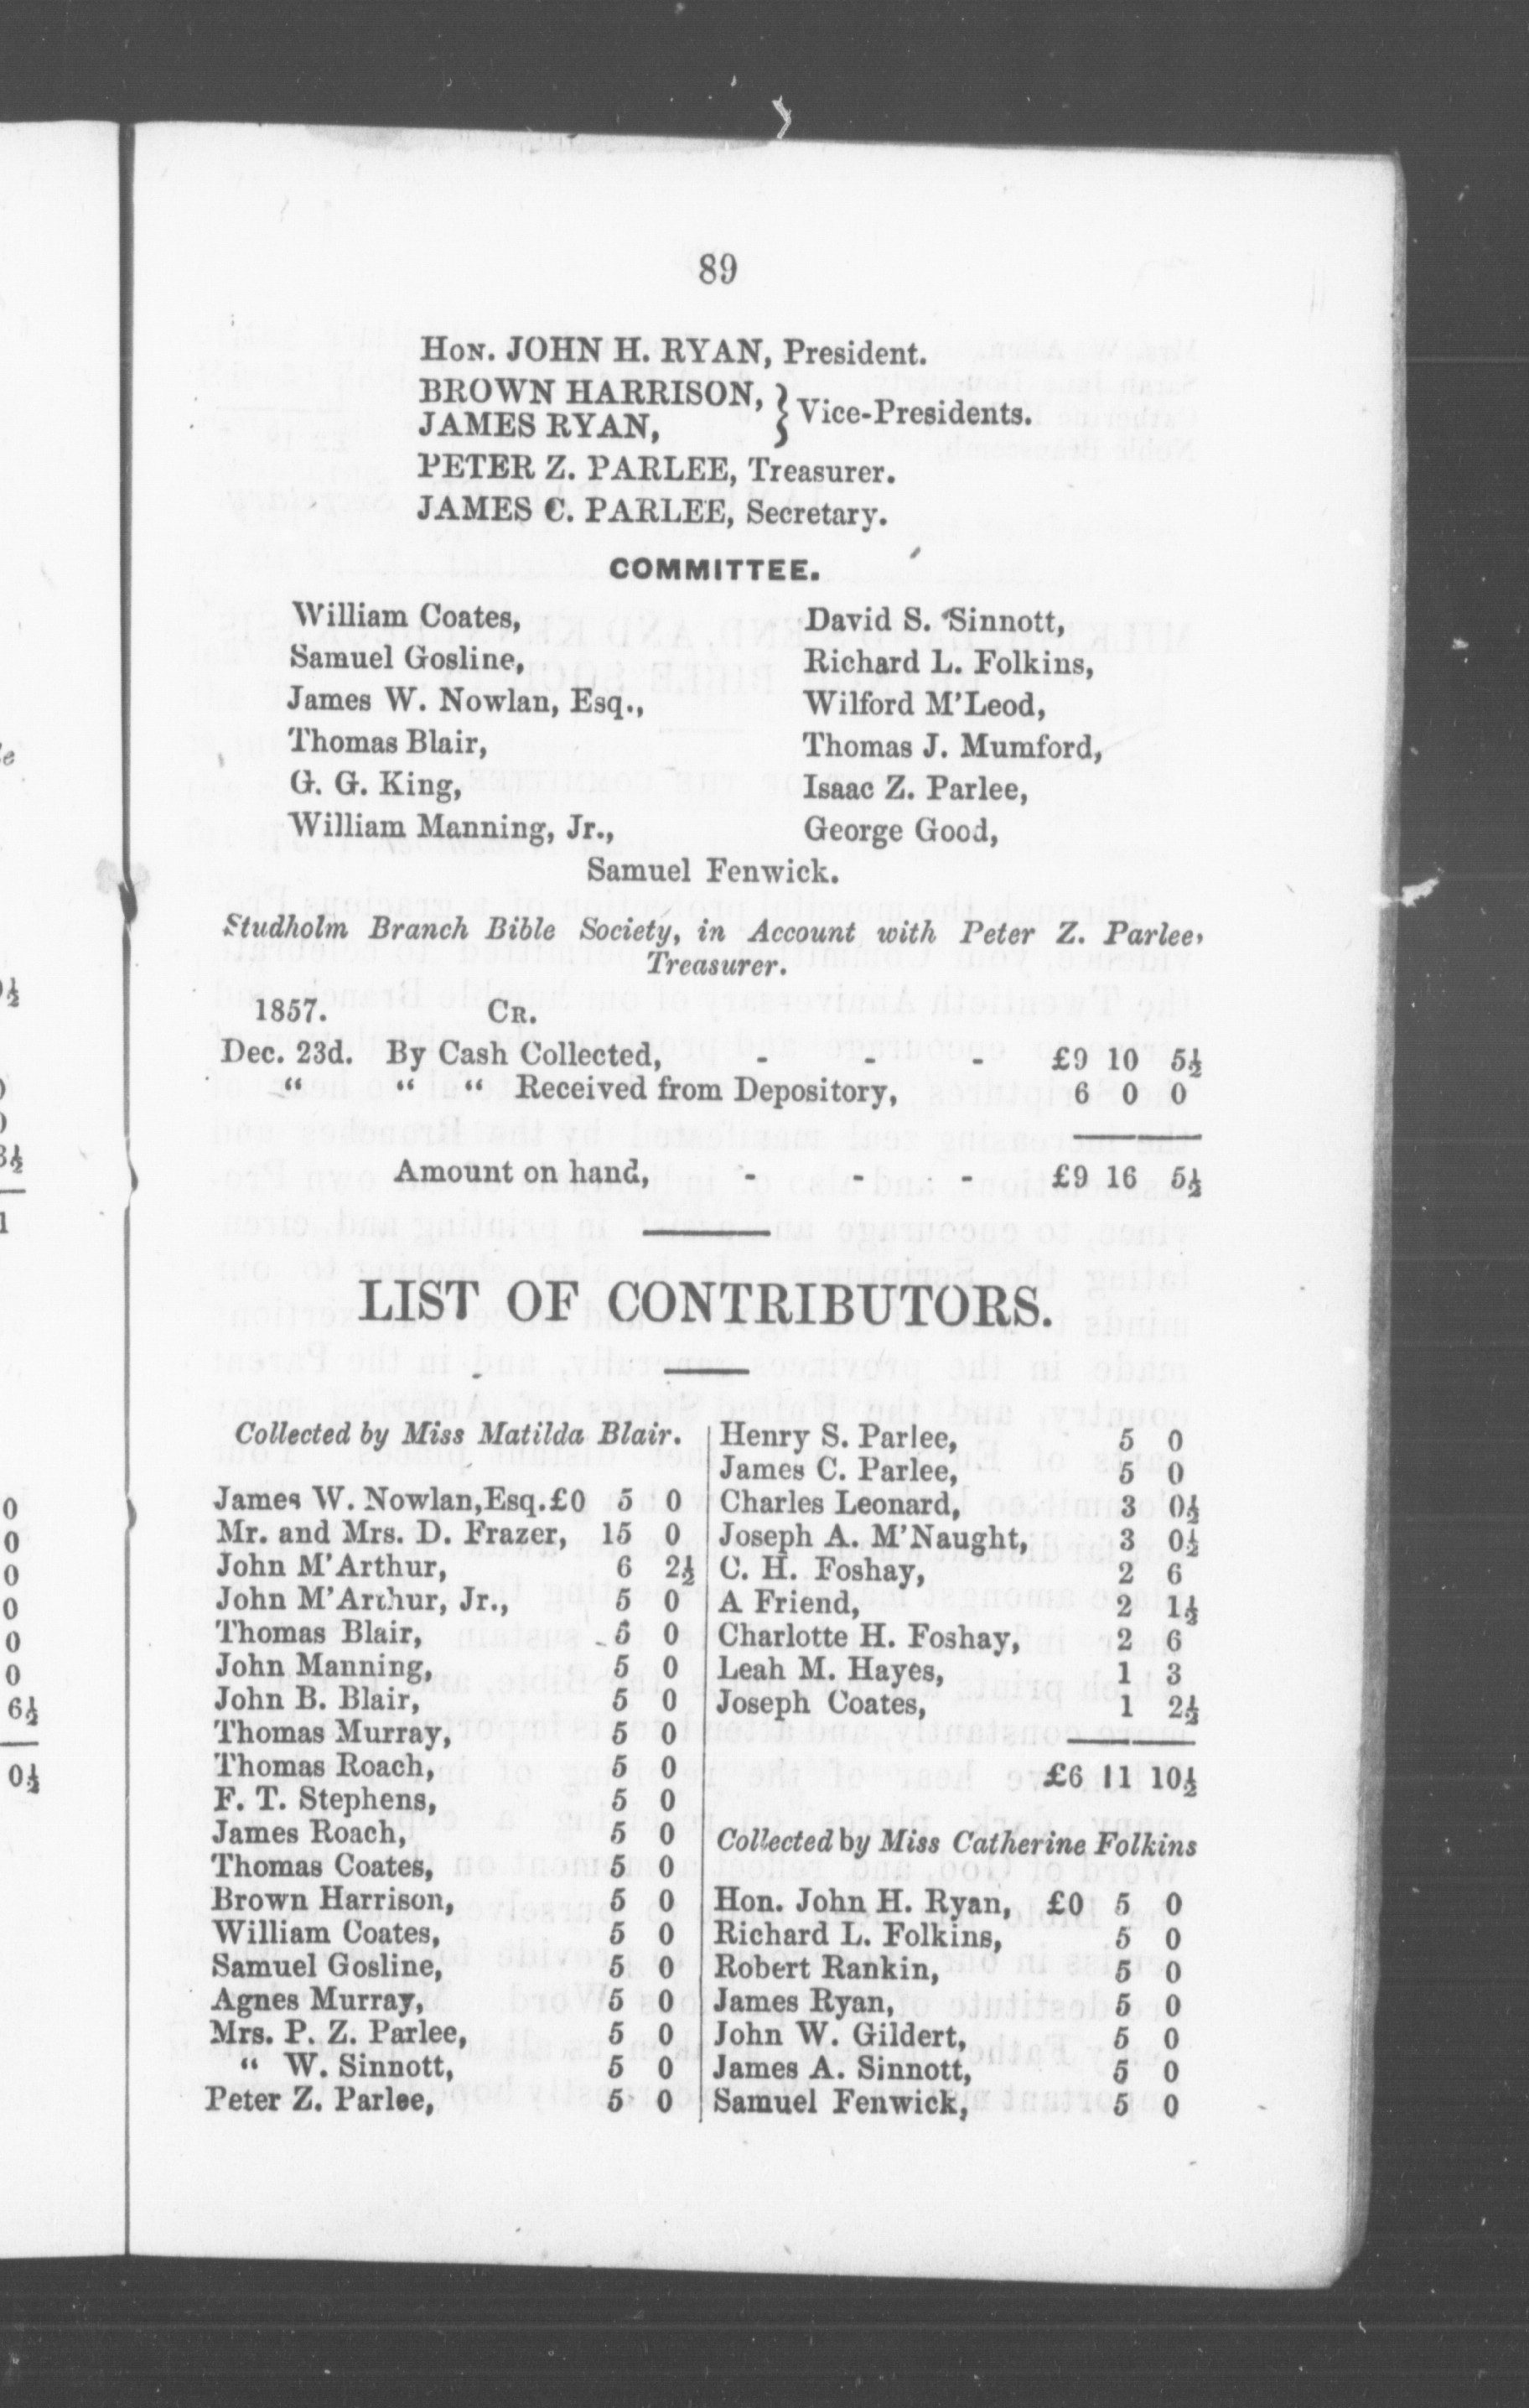 89
Hon. JOHN H. RYAN, President.
BROWN HARRISON,
JAMES RYAN,
} Vice-Presidents.
PETER Z. PARLEE, Treasurer.
JAMES C. PARLEE, Secretary.
COMMITTEE.
William Coates,
Samuel Gosline,
James W. Nowlan, Esq.,
Thomas Blair,
G. G. King,
William Manning, Jr.,
David S. Sinnott,
Richard L. Folkins,
Wilford M'Leod,
Thomas J. Mumford,
Isaac Z. Parlee,
George Good,
Samuel Fenwick.
Studholm Branch Bible Society, in Account with Peter Z. Parlee,
Treasurer.
1857. Cr.
Dec. 23d. By Cash Collected, - - - £9 10 5½
" " " Received from Depository, 6 0 0
Amount on hand, - - - £9 16 5½
LIST OF CONTRIBUTORS.
Collected by Miss Matilda Blair.
James W. Nowlan, Esq. £0 5 0
Mr. and Mrs. D. Frazer, 15 0
John M'Arthur, 6 2½
John M'Arthur, Jr., 5 0
Thomas Blair, 5 0
John Manning, 5 0
John B. Blair, 5 0
Thomas Murray, 5 0
Thomas Roach, 5 0
F. T. Stephens, 5 0
James Roach, 5 0
Thomas Coates, 5 0
Brown Harrison, 5 0
William Coates, 5 0
Samuel Gosline, 5 0
Agnes Murray, 5 0
Mrs. P. Z. Parlee, 5 0
" W. Sinnott, 5 0
Peter Z. Parlee, 5 0
Henry S. Parlee, 5 0
James C. Parlee, 5 0
Charles Leonard, 3 0½
Joseph A. M'Naught, 3 0½
C. H. Foshay, 2 6
A Friend, 2 1½
Charlotte H. Foshay, 2 6
Leah M. Hayes, 1 3
Joseph Coates, 1 2½
£6 11 10½
Collected by Miss Catherine Folkins
Hon. John H. Ryan, £0 5 0
Richard L. Folkins, 5 0
Robert Rankin, 5 0
James Ryan, 5 0
John W. Gildert, 5 0
James A. Sinnott, 5 0
Samuel Fenwick, 5 0